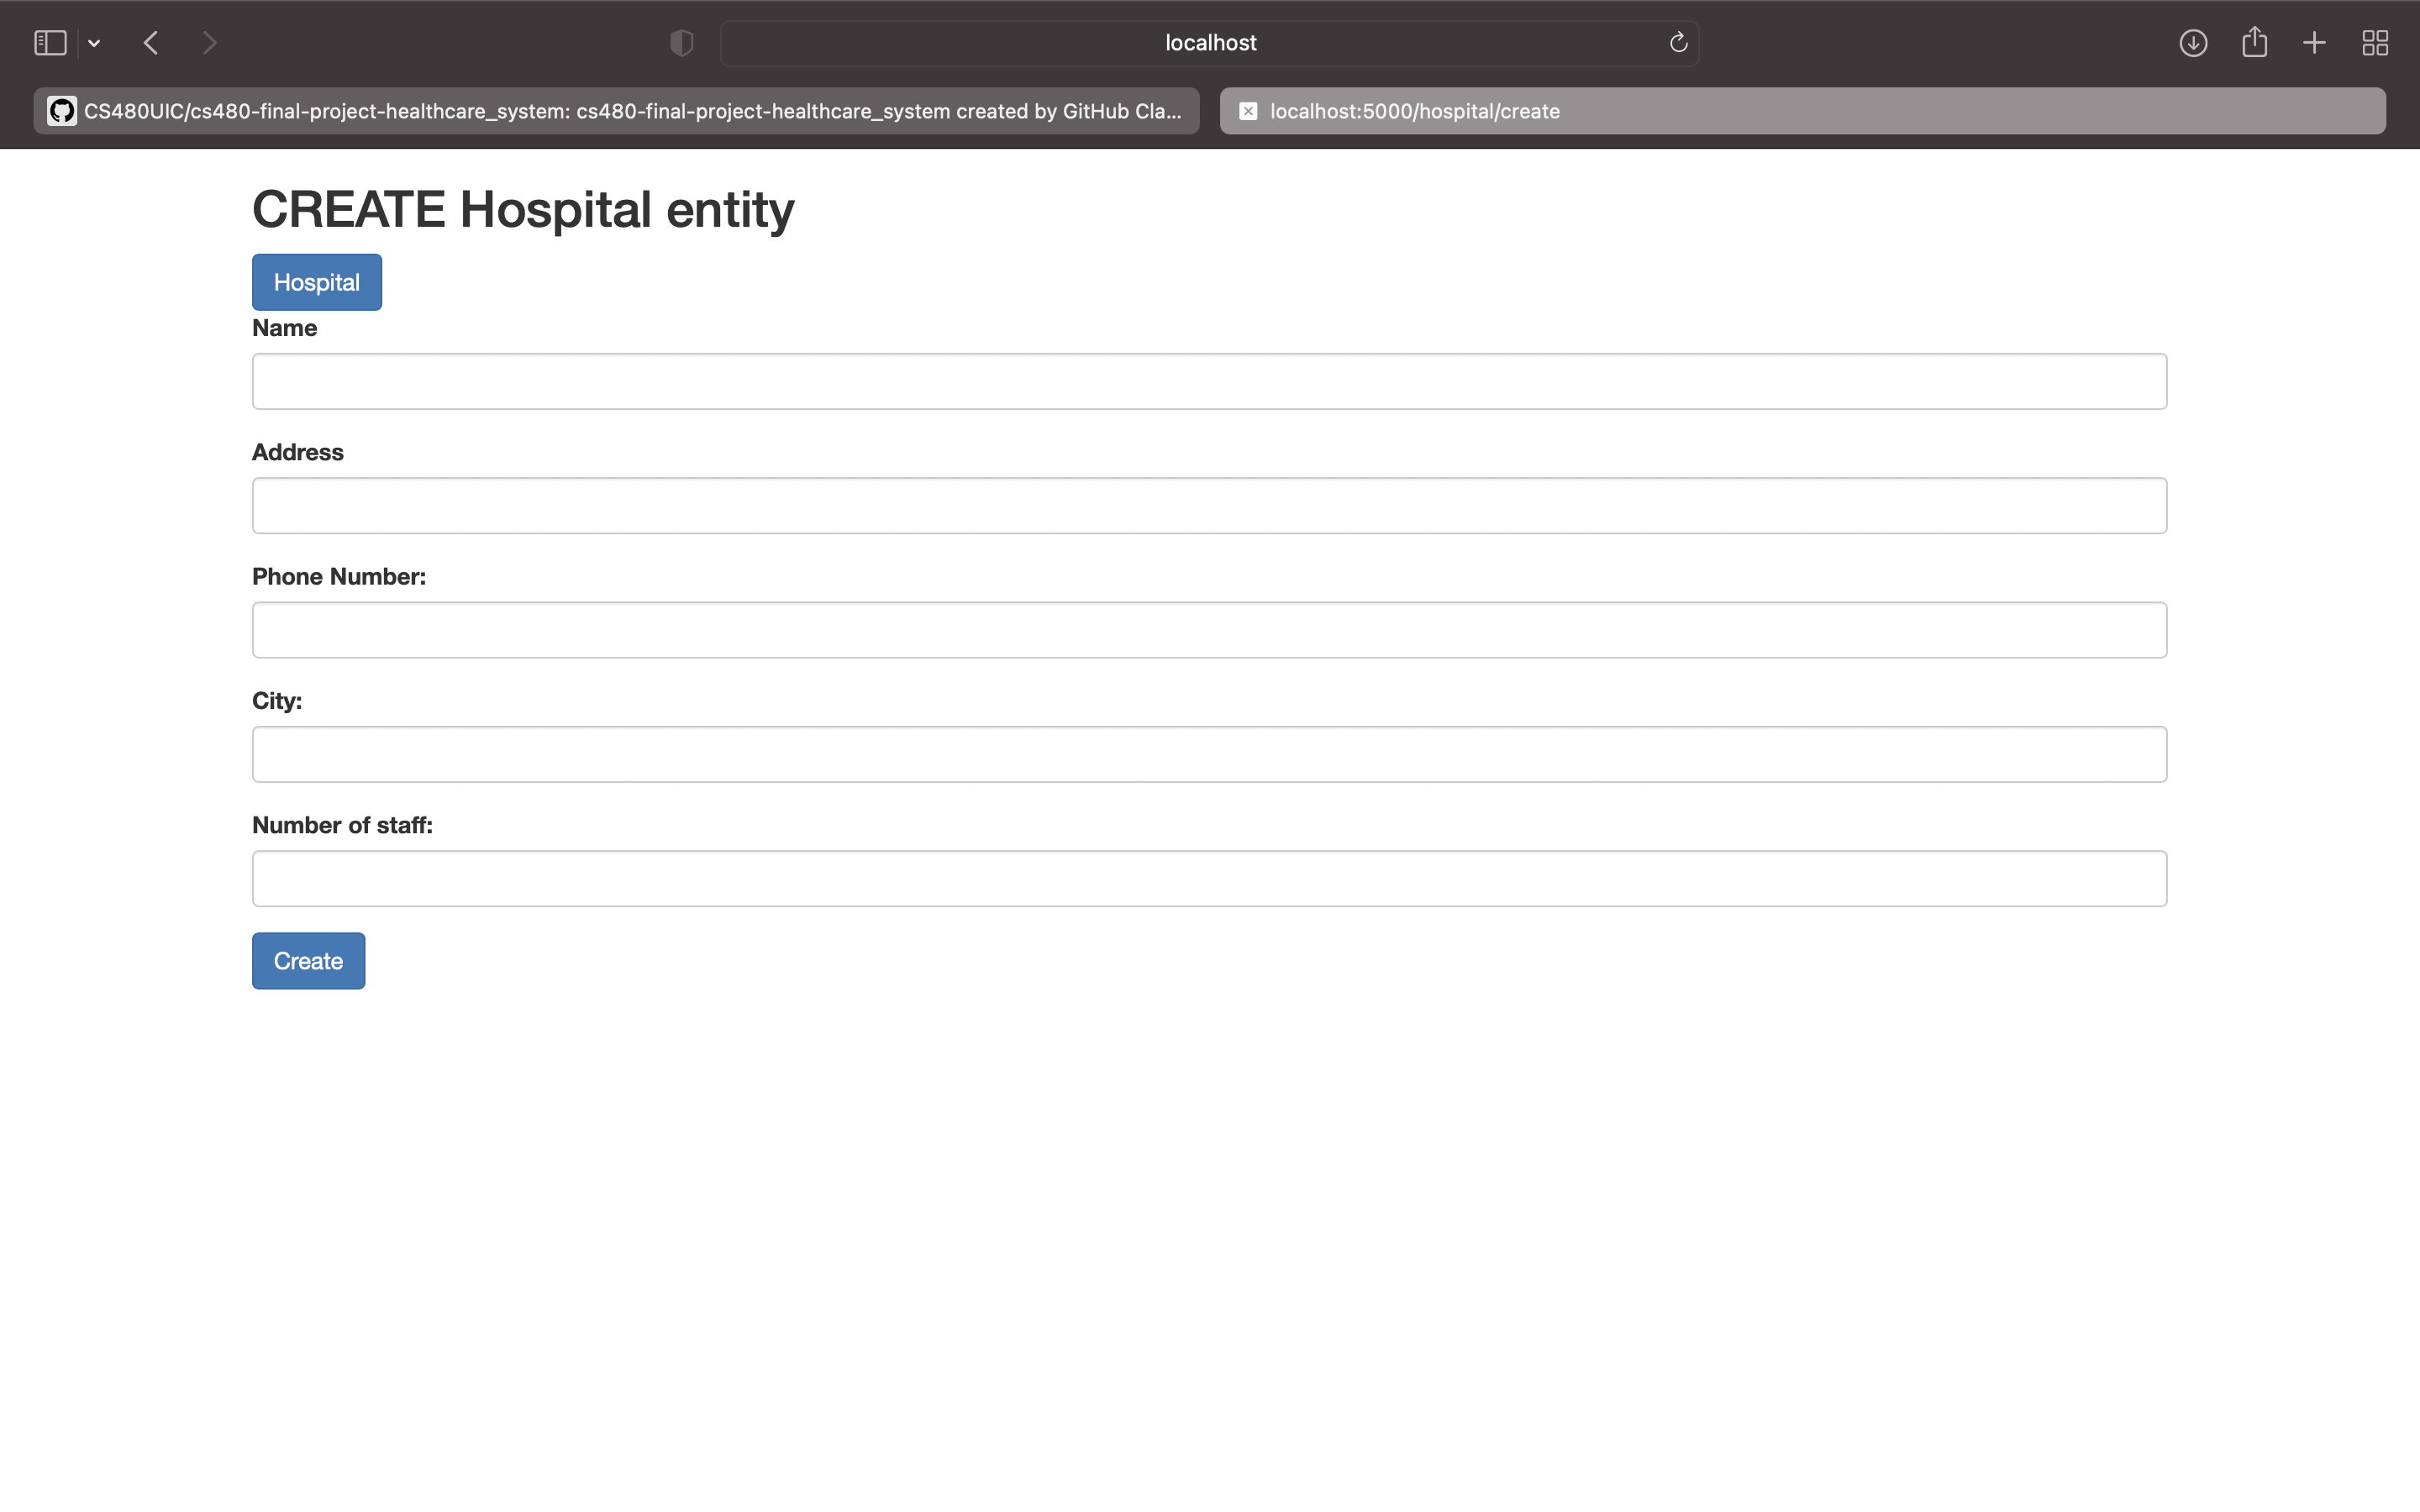 localhost
CS480UIC/cs480-final-project-healthcare_system: cs480-final-project-healthcare_system created by GitHub Cla...
localhost:5000/hospital/create
CREATE Hospital entity
Hospital
Name
Address
Phone Number:
City:
Number of staff:
Create